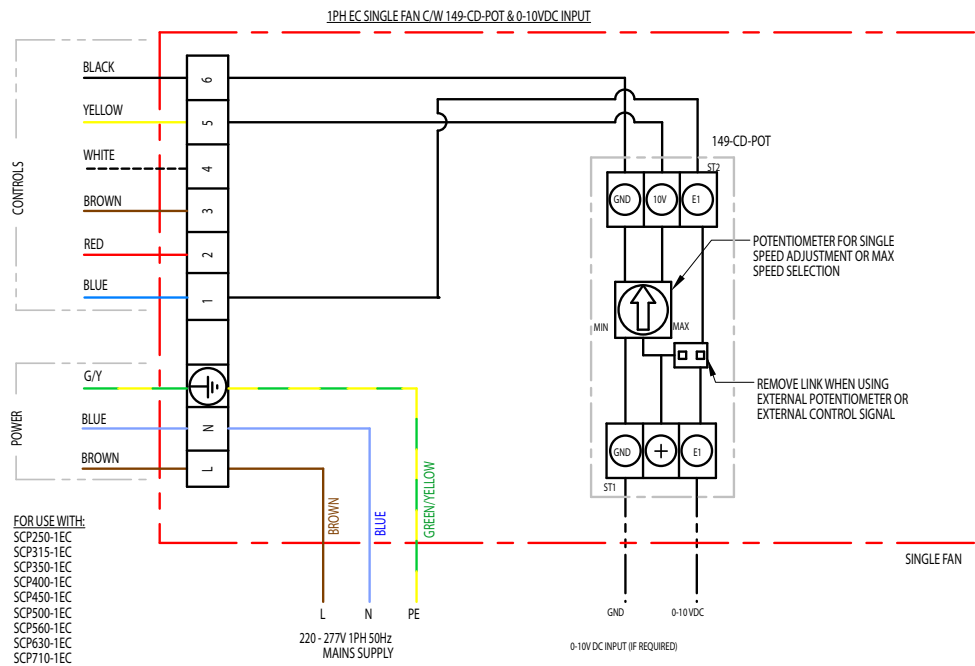 1PH EC SINGLE FAN C/W 149-CD-POT & 0-10VDC INPUT
CONTROLS
BLACK
YELLOW
WHITE
BROWN
RED
BLUE
6
5
4
3
2
1
POWER
G/Y
BLUE
BROWN
N
L
BROWN
BLUE
GREEN/YELLOW
L
N
PE
220 - 277V 1PH 50Hz
MAINS SUPPLY
149-CD-POT
ST2
GND
10V
E1
POTENTIOMETER FOR SINGLE
SPEED ADJUSTMENT OR MAX
SPEED SELECTION
MIN
MAX
REMOVE LINK WHEN USING
EXTERNAL POTENTIOMETER OR
EXTERNAL CONTROL SIGNAL
GND
+
E1
ST1
GND
0-10 VDC
0-10V DC INPUT (IF REQUIRED)
SINGLE FAN
FOR USE WITH:
SCP250-1EC
SCP315-1EC
SCP350-1EC
SCP400-1EC
SCP450-1EC
SCP500-1EC
SCP560-1EC
SCP630-1EC
SCP710-1EC